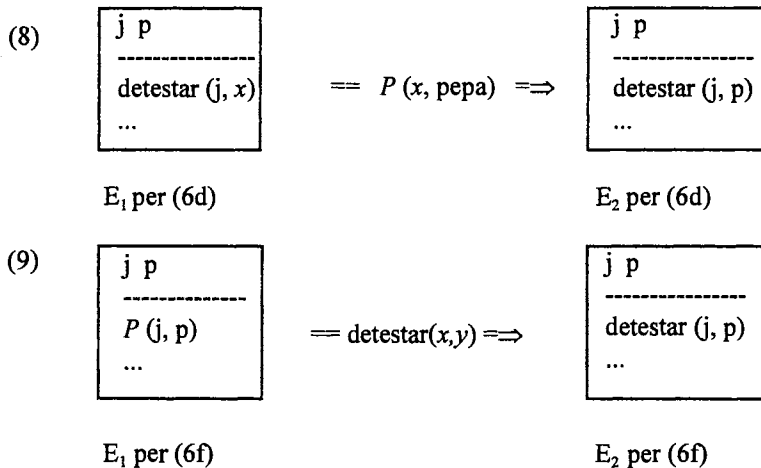 (8)
j p j p
------------------ ------------------
detestar (j, x) == P (x, pepa) ==> detestar (j, p)
... ...
E₁ per (6d) E₂ per (6d)
(9)
j p j p
---------------- ------------------
P (j, p) == detestar(x,y) ==> detestar (j, p)
... ...
E₁ per (6f) E₂ per (6f)